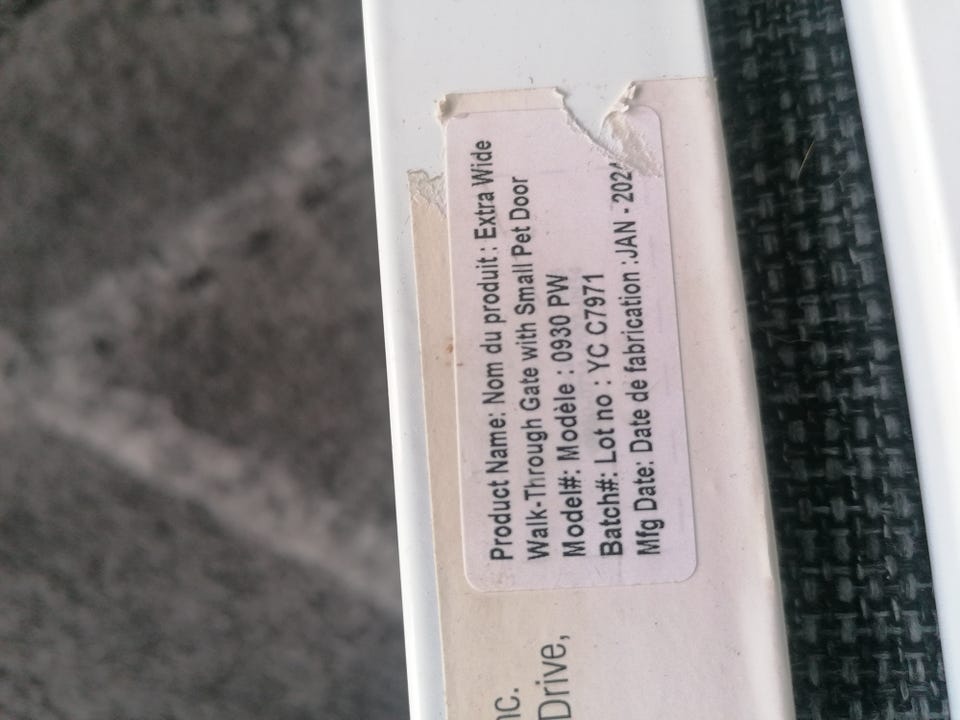 Product Name: Nom du produit : Extra Wide
Walk-Through Gate with Small Pet Door
Model#: Modèle : 0930 PW
Batch#: Lot no : YC C7971
Mfg Date: Date de fabrication :JAN - 2024
Drive,